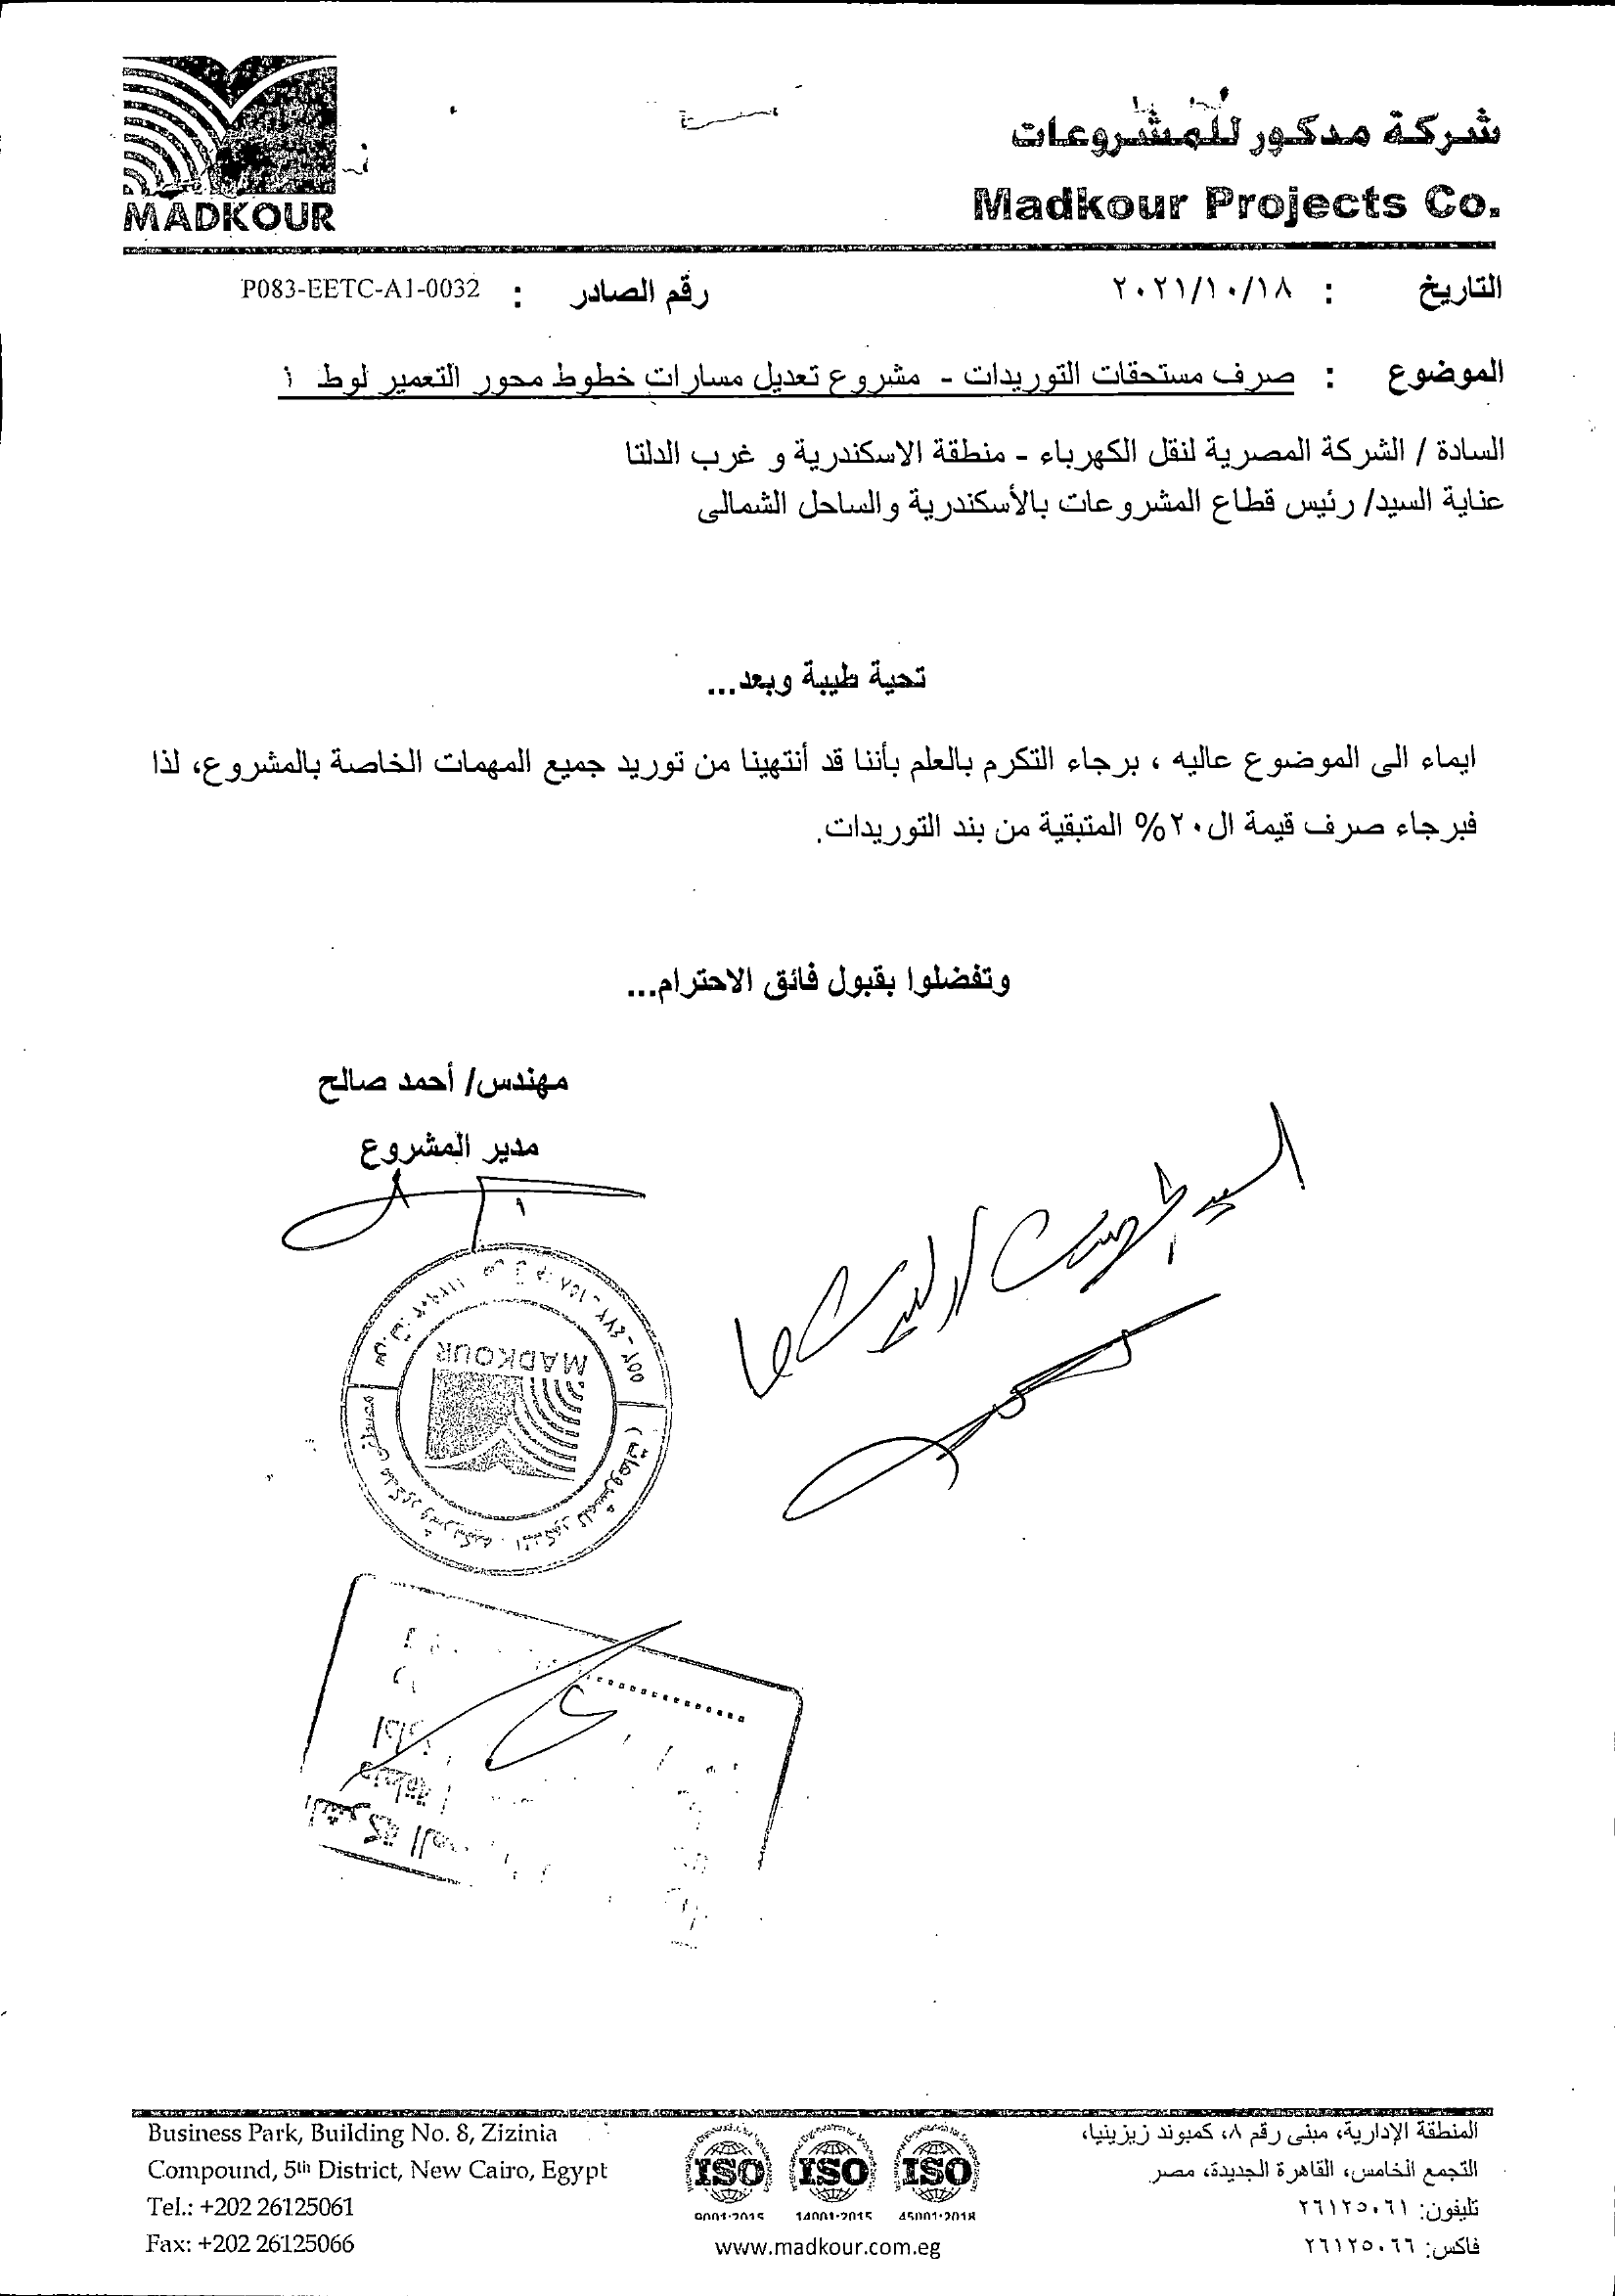 شركة مدكور للمشروعات
Madkour Projects Co.
MADKOUR
التاريخ : ٢٠٢١/١٠/١٨
رقم الصادر : P083-EETC-A1-0032
الموضوع : صرف مستحقات التوريدات - مشروع تعديل مسارات خطوط محور التعمير لوط ١
السادة / الشركة المصرية لنقل الكهرباء - منطقة الاسكندرية و غرب الدلتا
عناية السيد/ رئيس قطاع المشروعات بالأسكندرية والساحل الشمالى
تحية طيبة وبعد...
ايماء الى الموضوع عاليه ، برجاء التكرم بالعلم بأننا قد أنتهينا من توريد جميع المهمات الخاصة بالمشروع، لذا
فبرجاء صرف قيمة ال٢٠% المتبقية من بند التوريدات.
وتفضلوا بقبول فائق الاحترام...
مهندس/ أحمد صالح
مدير المشروع
MADKOUR
Business Park, Building No. 8, Zizinia
Compound, 5th District, New Cairo, Egypt
Tel.: +202 26125061
Fax: +202 26125066
ISO ISO ISO
9001:2015 14001:2015 45001:2018
www.madkour.com.eg
المنطقة الإدارية، مبنى رقم ٨، كمبوند زيزينيا،
التجمع الخامس، القاهرة الجديدة، مصر
تليفون: ٢٦١٢٥٠٦١
فاكس: ٢٦١٢٥٠٦٦